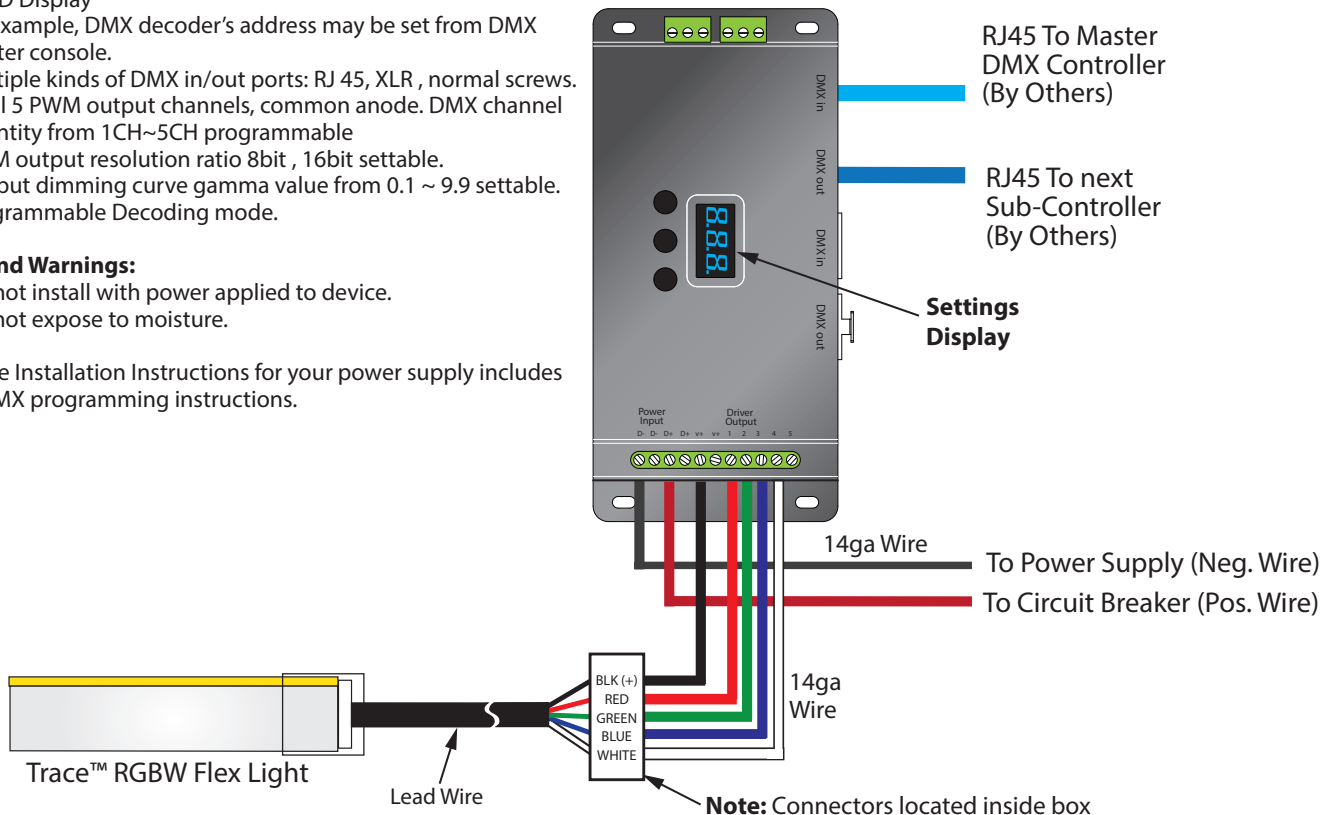 D Display
example, DMX decoder's address may be set from DMX
ter console.
tiple kinds of DMX in/out ports: RJ 45, XLR , normal screws.
l 5 PWM output channels, common anode. DMX channel
ntity from 1CH~5CH programmable
M output resolution ratio 8bit , 16bit settable.
put dimming curve gamma value from 0.1 ~ 9.9 settable.
grammable Decoding mode.
nd Warnings:
not install with power applied to device.
not expose to moisture.
e Installation Instructions for your power supply includes
MX programming instructions.
DMX in
DMX out
DMX in
DMX out
8.8.8.
RJ45 To Master
DMX Controller
(By Others)
RJ45 To next
Sub-Controller
(By Others)
Settings
Display
Power
Input
Driver
Output
D- D- D+ D+ v+ v+ 1 2 3 4 5
14ga Wire
To Power Supply (Neg. Wire)
To Circuit Breaker (Pos. Wire)
BLK (+)
RED
GREEN
BLUE
WHITE
14ga
Wire
Trace™ RGBW Flex Light
Lead Wire
Note: Connectors located inside box